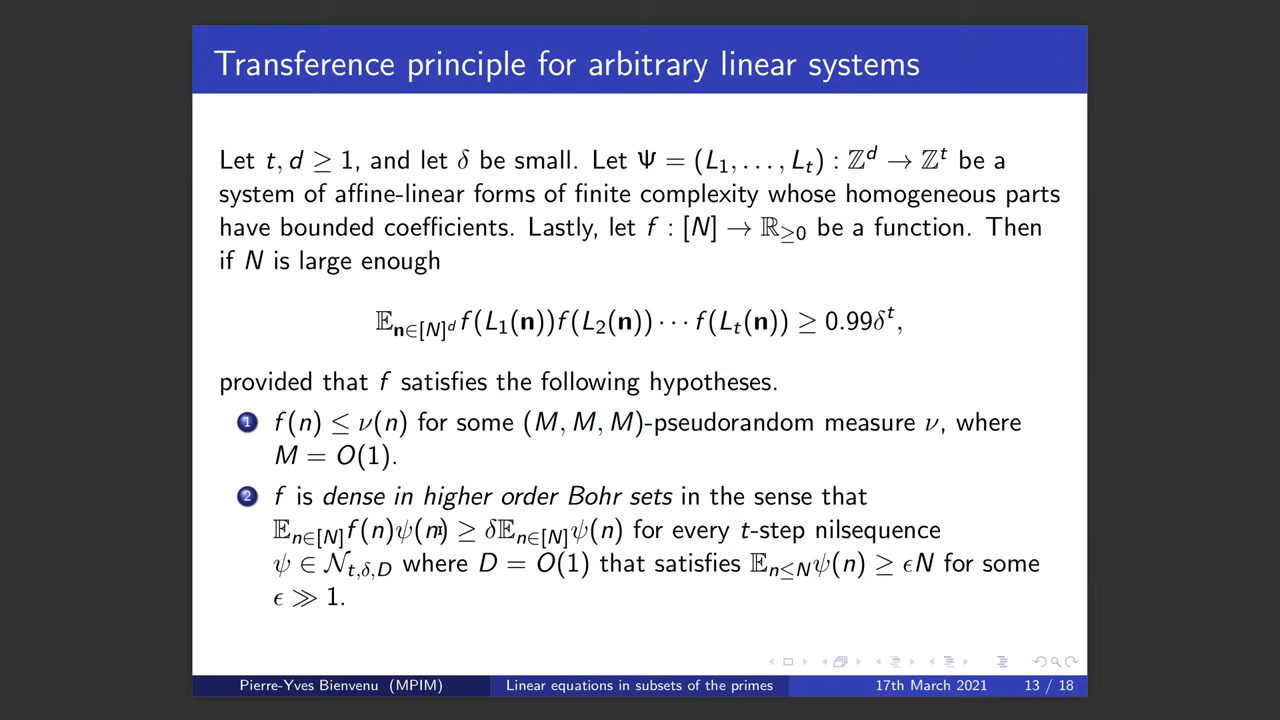 Transference principle for arbitrary linear systems
Let t, d ≥ 1, and let δ be small. Let Ψ = (L₁, . . . , Lₜ) : ℤᵈ → ℤᵗ be a
system of affine-linear forms of finite complexity whose homogeneous parts
have bounded coefficients. Lastly, let f : [N] → ℝ≥0 be a function. Then
if N is large enough
𝔼_{n∈[N]^d} f(L₁(n))f(L₂(n)) · · · f(Lₜ(n)) ≥ 0.99δᵗ,
provided that f satisfies the following hypotheses.
1 f(n) ≤ ν(n) for some (M, M, M)-pseudorandom measure ν, where
M = O(1).
2 f is dense in higher order Bohr sets in the sense that
𝔼_{n∈[N]} f(n)ψ(n) ≥ δ𝔼_{n∈[N]} ψ(n) for every t-step nilsequence
ψ ∈ 𝒩_{t,δ,D} where D = O(1) that satisfies 𝔼_{n≤N} ψ(n) ≥ ϵN for some
ϵ ≫ 1.
Pierre-Yves Bienvenu (MPIM) Linear equations in subsets of the primes 17th March 2021 13 / 18